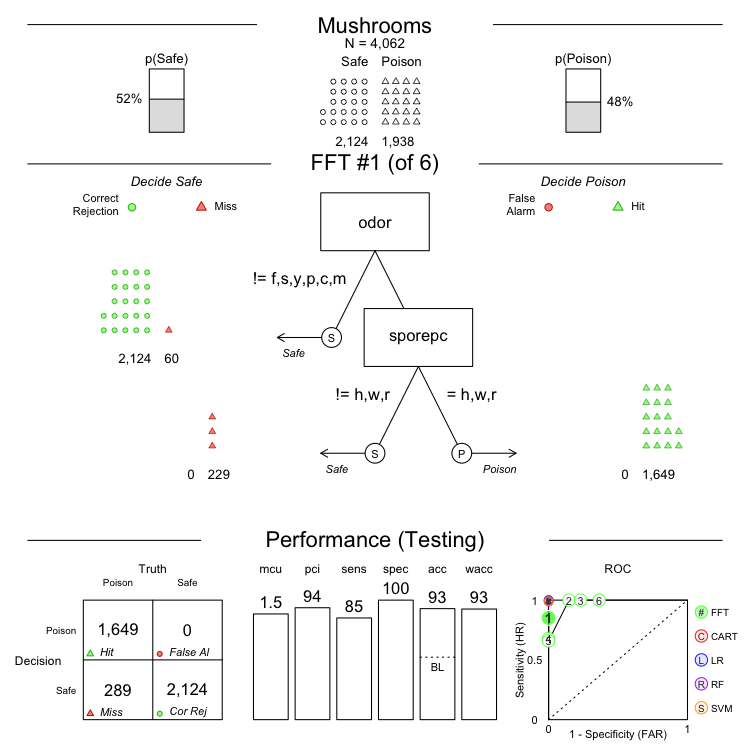 Mushrooms
N = 4,062
p(Safe)
Safe Poison
p(Poison)
52%
48%
2,124 1,938
FFT #1 (of 6)
Decide Safe
Decide Poison
Correct Rejection
Miss
False Alarm
Hit
odor
!= f,s,y,p,c,m
S
Safe
sporepc
2,124 60
!= h,w,r
= h,w,r
S
P
Safe
Poison
0 229
0 1,649
Performance (Testing)
Truth
Poison Safe
Decision
Poison
1,649
Hit
0
False Al
Safe
289
Miss
2,124
Cor Rej
mcu pci sens spec acc wacc
1.5 94 85 100 93 93
BL
ROC
Sensitivity (HR)
1
0.5
0
0 1
1 - Specificity (FAR)
1
2 3 6
# FFT
C CART
L LR
R RF
S SVM